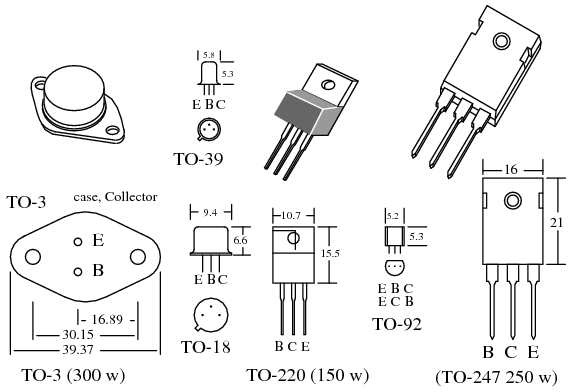 5.8
5.3
E B C
TO-39
TO-3
case, Collector
E
B
16.89
30.15
39.37
TO-3 (300 w)
9.4
6.6
E B C
TO-18
10.7
15.5
B C E
TO-220 (150 w)
5.2
5.3
E B C
E C B
TO-92
16
21
B C E
(TO-247 250 w)